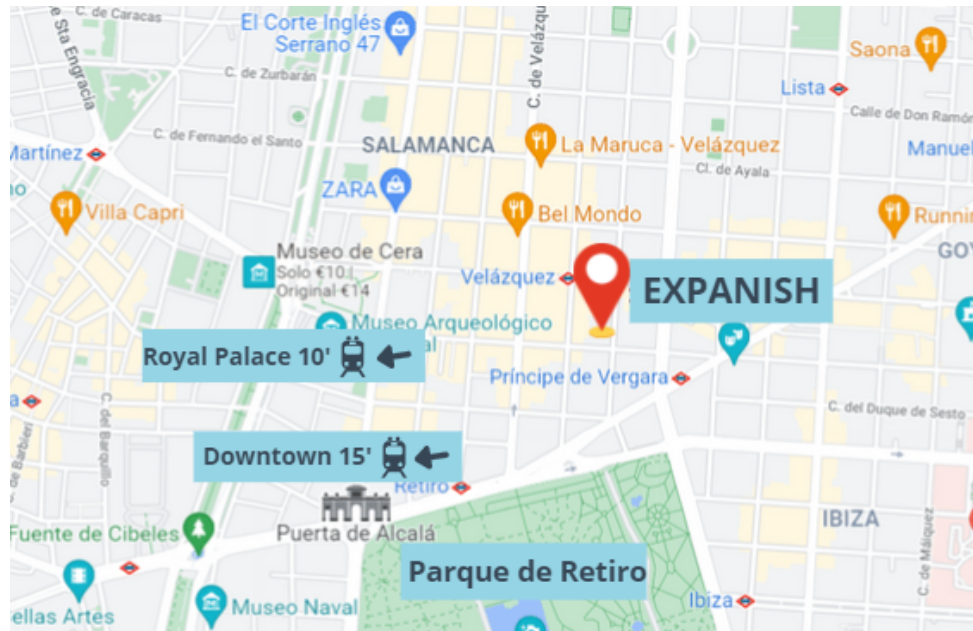 C. de Caracas
El Corte Inglés
Serrano 47
C. de Velázqu
Saona
Sta Engracia
C. de Zurbarán
Lista
Calle de Don Ramón
C. de Fernando el Santo
SALAMANCA
La Maruca - Velázquez
Manuel
Martínez
Cl. de Ayala
ZARA
Villa Capri
Bel Mondo
Runnin
Museo de Cera
Solo €10 |
Original €14
GOY
Velázquez
EXPANISH
Museo Arqueológico
al
Royal Palace 10'
Príncipe de Vergara
a
C. de Barbieri
C. del Barquillo
C. del Duque de Sesto
Downtown 15'
Retiro
Puerta de Alcalá
IBIZA
Fuente de Cibeles
C. de Máiquez
Parque de Retiro
ellas Artes
Museo Naval
Ibiza